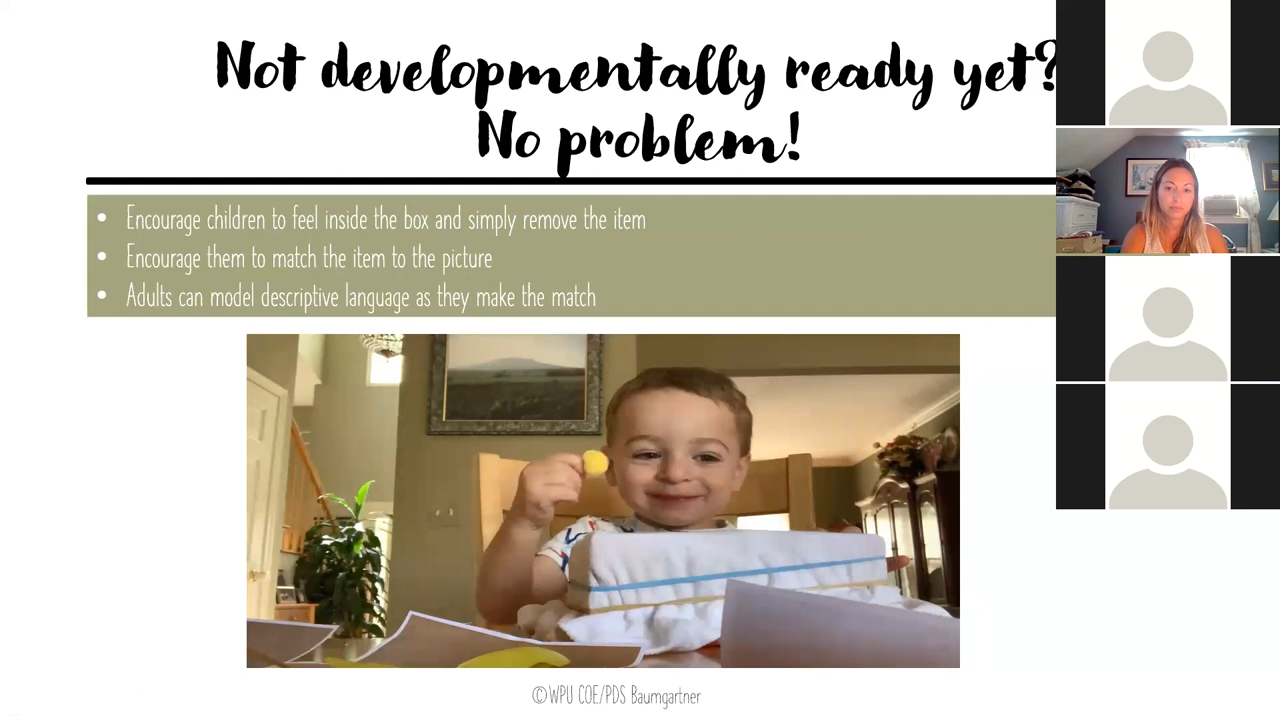 Not developmentally ready yet?
No problem!
• Encourage children to feel inside the box and simply remove the item
• Encourage them to match the item to the picture
• Adults can model descriptive language as they make the match
©WPU COE/PDS Baumgartner